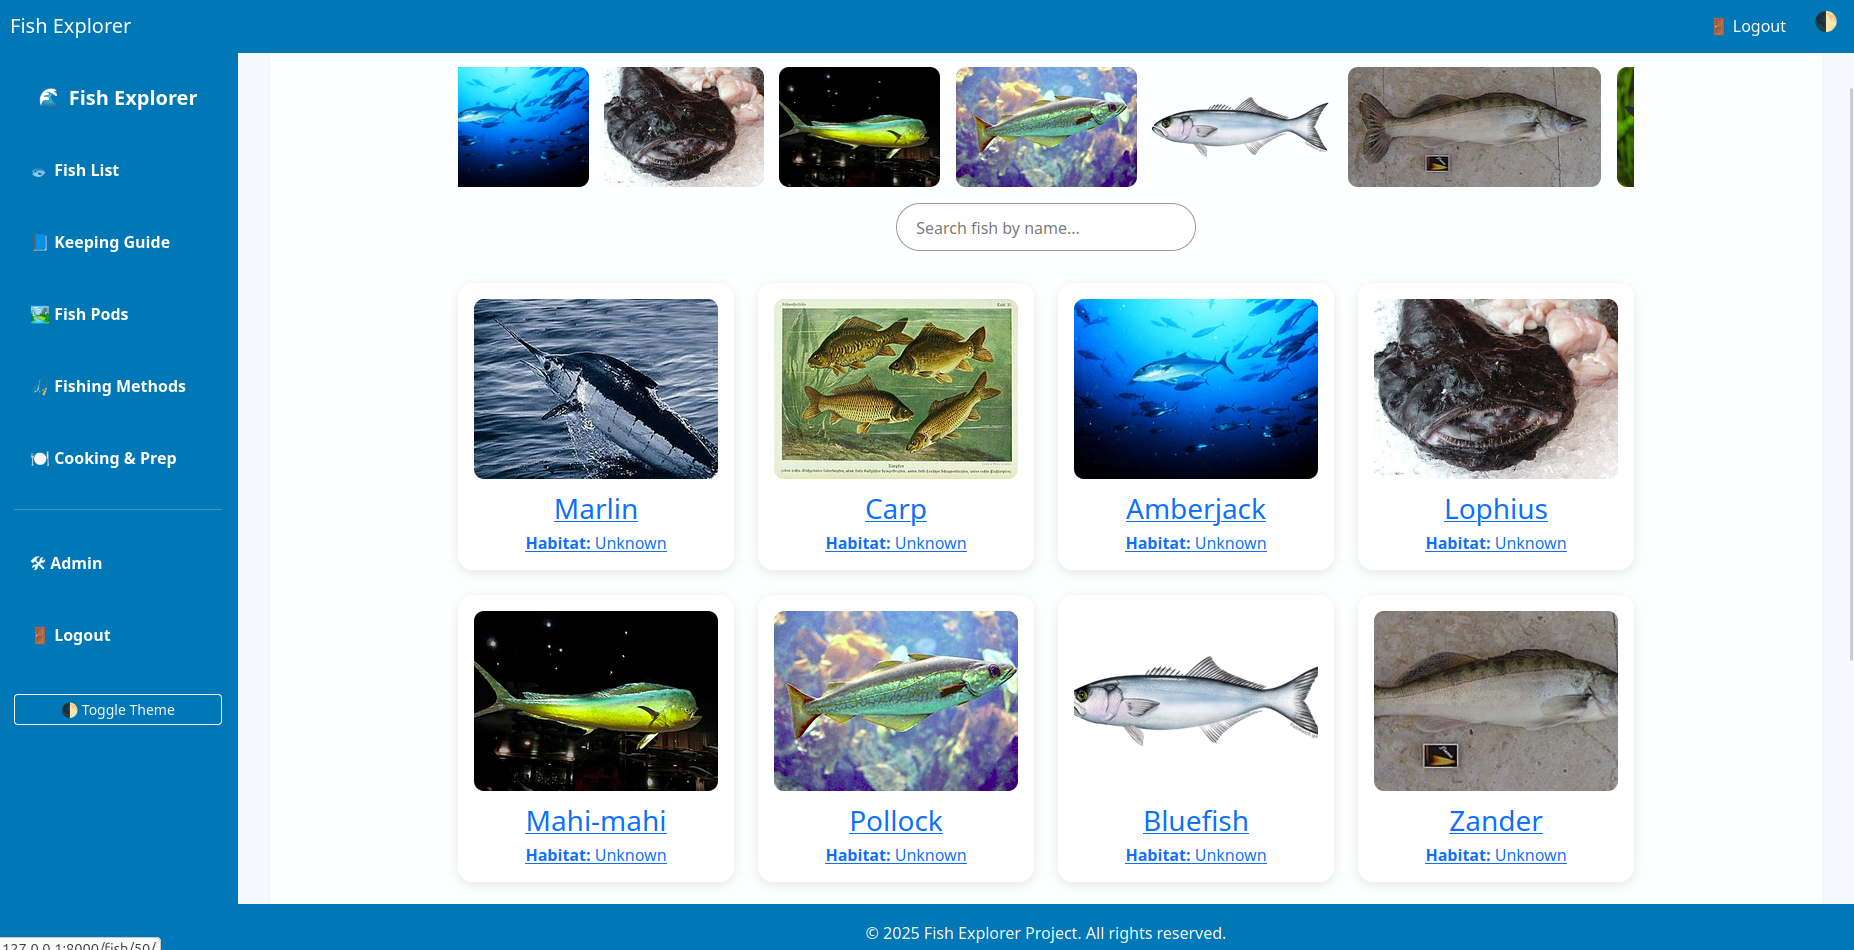 Fish Explorer
🚪 Logout
🌊 Fish Explorer
🐟 Fish List
📘 Keeping Guide
🏞️ Fish Pods
🎣 Fishing Methods
🍽️ Cooking & Prep
🛠 Admin
🚪 Logout
🌗 Toggle Theme
Search fish by name...
Marlin
Habitat: Unknown
Carp
Habitat: Unknown
Amberjack
Habitat: Unknown
Lophius
Habitat: Unknown
Mahi-mahi
Habitat: Unknown
Pollock
Habitat: Unknown
Bluefish
Habitat: Unknown
Zander
Habitat: Unknown
© 2025 Fish Explorer Project. All rights reserved.
127.0.0.1:8000/fish/50/